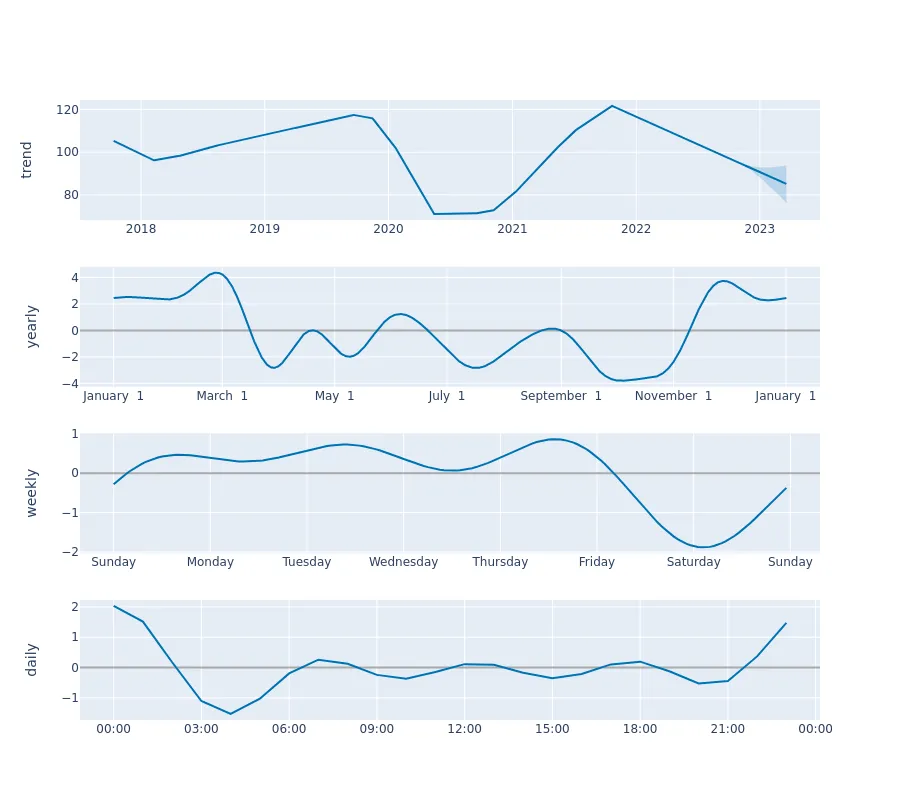 120
100
80
trend
2018 2019 2020 2021 2022 2023
4
2
0
−2
−4
yearly
January 1 March 1 May 1 July 1 September 1 November 1 January 1
1
0
−1
−2
weekly
Sunday Monday Tuesday Wednesday Thursday Friday Saturday Sunday
2
1
0
−1
daily
00:00 03:00 06:00 09:00 12:00 15:00 18:00 21:00 00:00